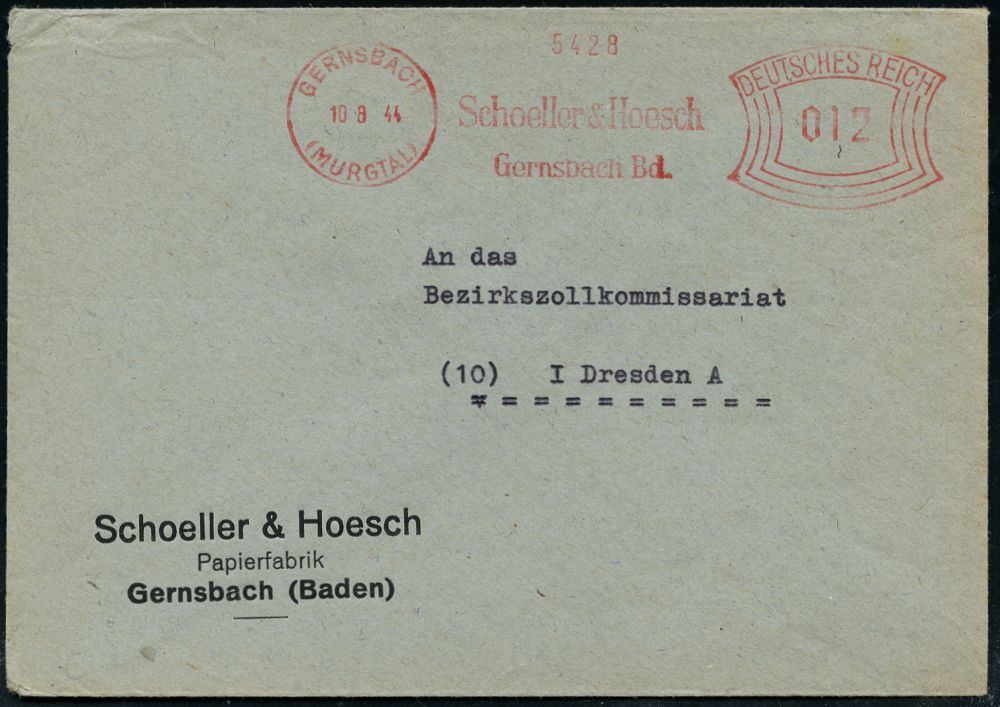 5428
GERNSBACH
10 8 44
(MURGTAL)
Schoeller & Hoesch
Gernsbach Bd.
DEUTSCHES REICH
012
An das
Bezirkszollkommissariat
(10) I Dresden A
= = = = = = = = = =
Schoeller & Hoesch
Papierfabrik
Gernsbach (Baden)